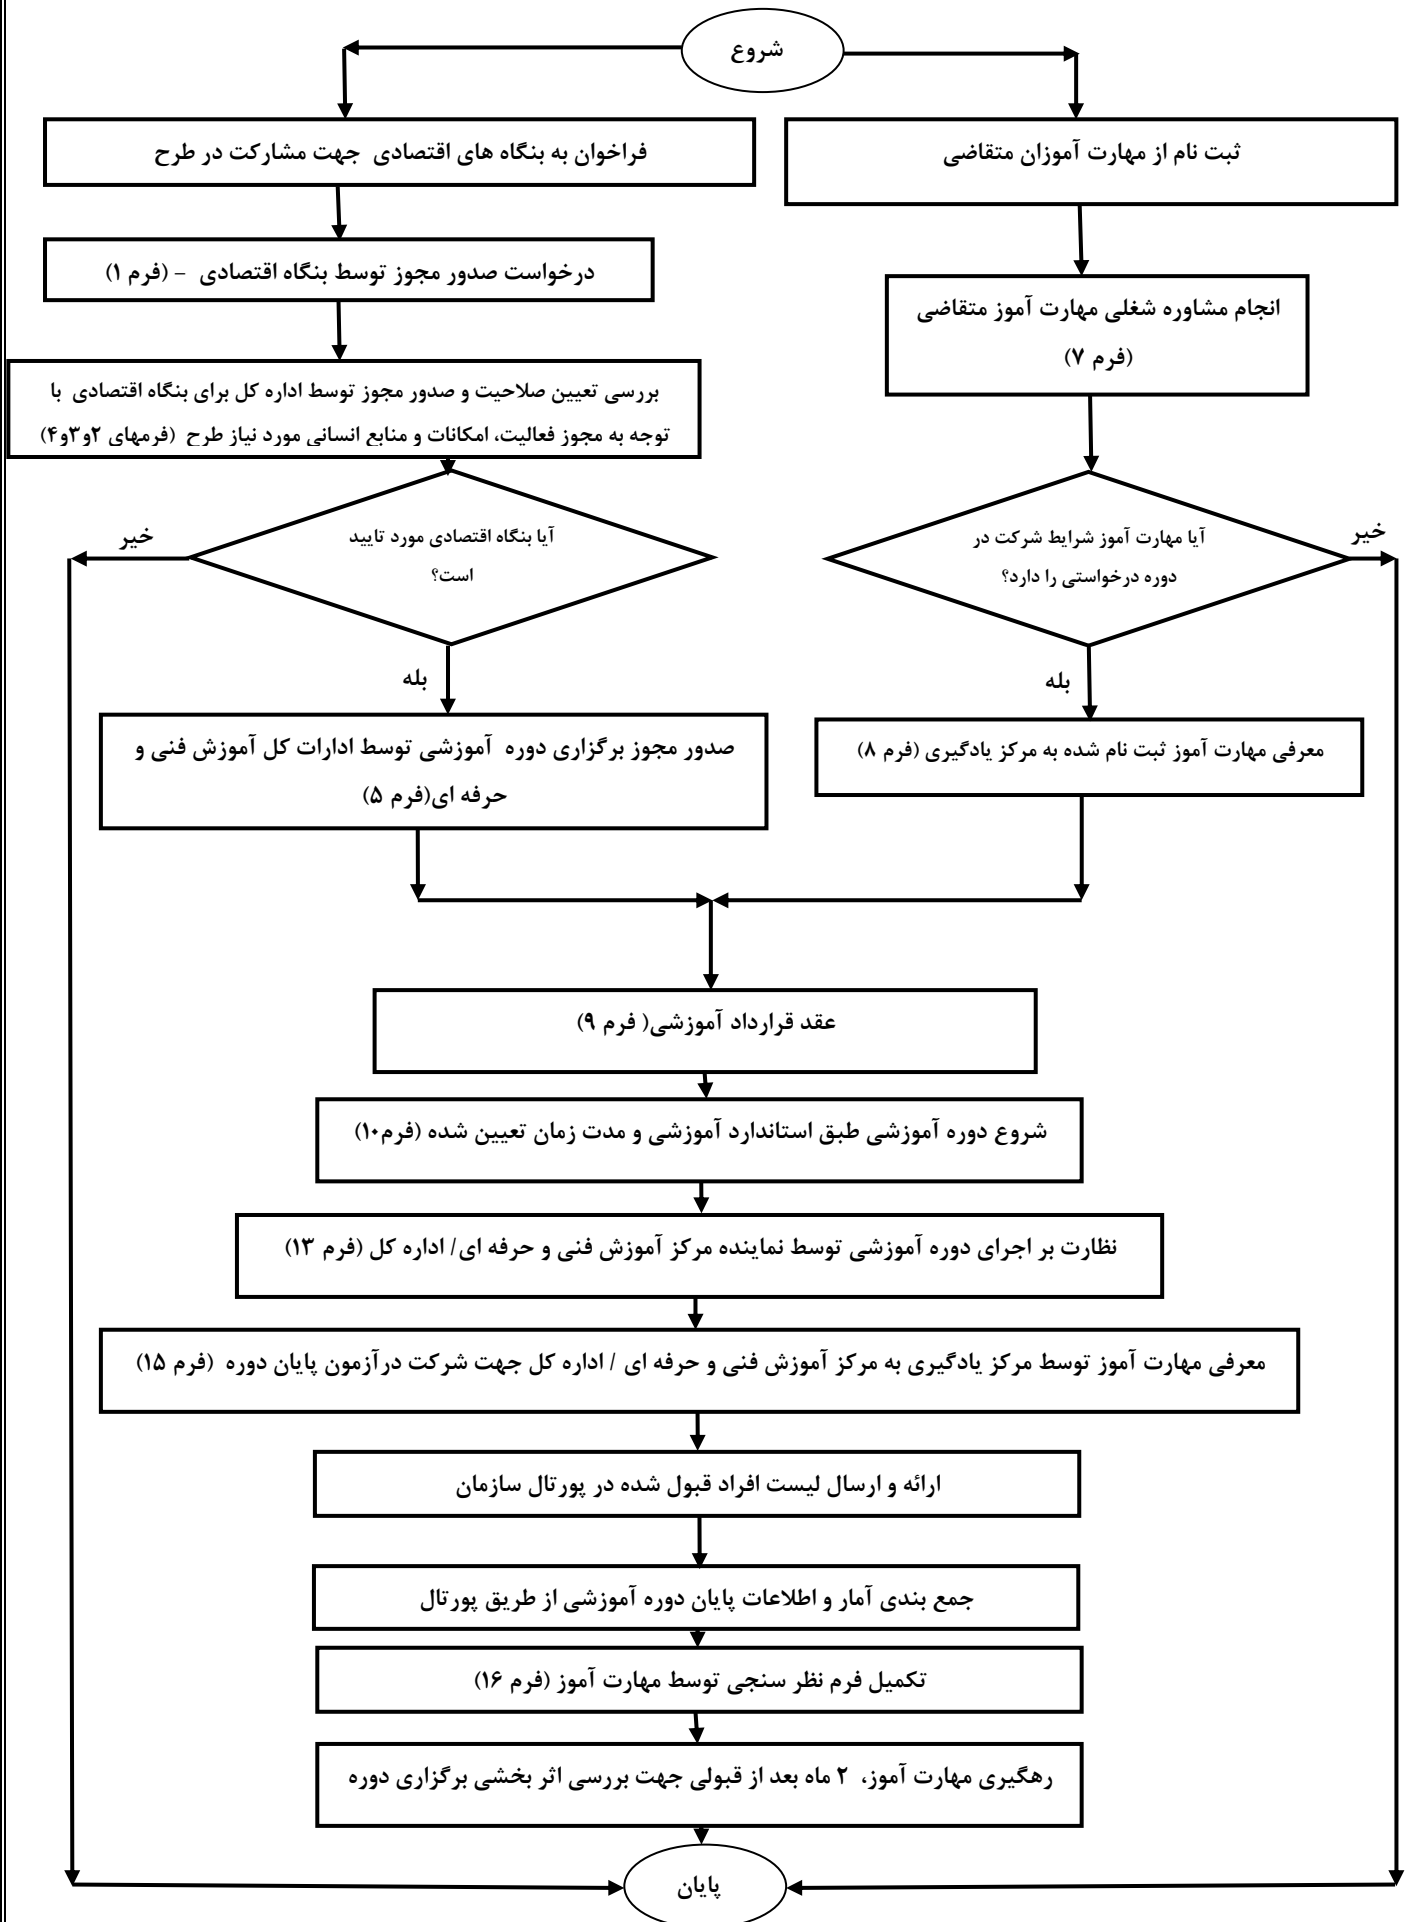 شروع
ثبت نام از مهارت آموزان متقاضی
فراخوان به بنگاه های اقتصادی جهت مشارکت در طرح
درخواست صدور مجوز توسط بنگاه اقتصادی - (فرم ۱)
انجام مشاوره شغلی مهارت آموز متقاضی
(فرم ۷)
بررسی تعیین صلاحیت و صدور مجوز توسط اداره کل برای بنگاه اقتصادی با
توجه به مجوز فعالیت، امکانات و منابع انسانی مورد نیاز طرح (فرمهای ۲و۳و۴)
آیا مهارت آموز شرایط شرکت در
دوره درخواستی را دارد؟
خیر
بله
آیا بنگاه اقتصادی مورد تایید
است؟
خیر
بله
معرفی مهارت آموز ثبت نام شده به مرکز یادگیری (فرم ۸)
صدور مجوز برگزاری دوره آموزشی توسط ادارات کل آموزش فنی و
حرفه ای(فرم ۵)
عقد قرارداد آموزشی( فرم ۹)
شروع دوره آموزشی طبق استاندارد آموزشی و مدت زمان تعیین شده (فرم۱۰)
نظارت بر اجرای دوره آموزشی توسط نماینده مرکز آموزش فنی و حرفه ای/ اداره کل (فرم ۱۳)
معرفی مهارت آموز توسط مرکز یادگیری به مرکز آموزش فنی و حرفه ای / اداره کل جهت شرکت درآزمون پایان دوره (فرم ۱۵)
ارائه و ارسال لیست افراد قبول شده در پورتال سازمان
جمع بندی آمار و اطلاعات پایان دوره آموزشی از طریق پورتال
تکمیل فرم نظر سنجی توسط مهارت آموز (فرم ۱۶)
رهگیری مهارت آموز، ۲ ماه بعد از قبولی جهت بررسی اثر بخشی برگزاری دوره
پایان